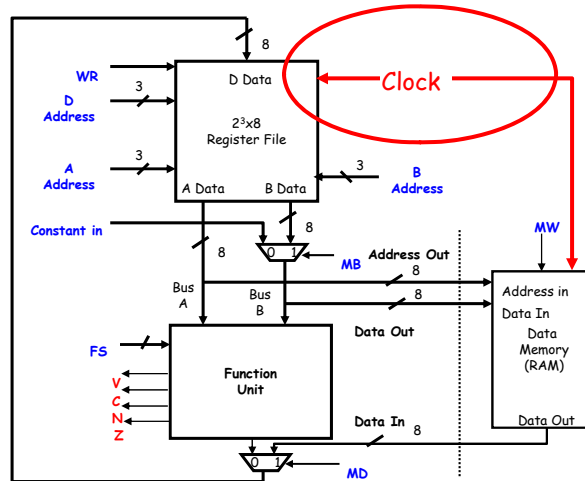 8
WR
D Data
Clock
3
D
Address
2³x8
Register File
3
A
Address
3
B
Address
A Data
B Data
Constant in
8
8
0 1
MB
MW
Address Out
8
Bus
A
Bus
B
8
Data Out
Address in
Data In
Data
Memory
(RAM)
Data Out
FS
Function
Unit
V
C
N
Z
Data In
8
0 1
MD